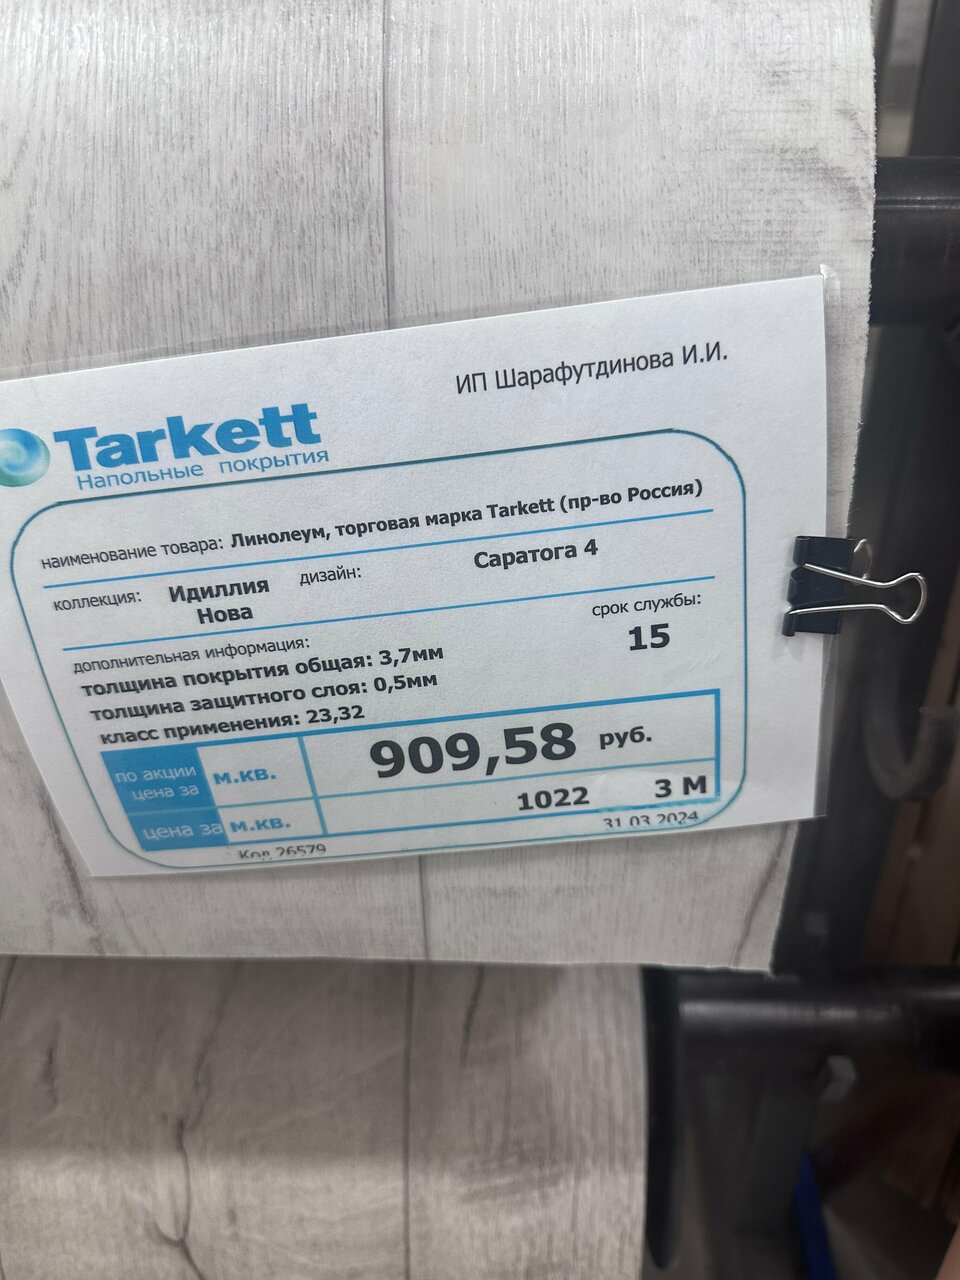 ИП Шарафутдинова И.И.
Tarkett
Напольные покрытия
наименование товара: Линолеум, торговая марка Tarkett (пр-во Россия)
коллекция: Идиллия Нова дизайн: Саратога 4
дополнительная информация: срок службы:
толщина покрытия общая: 3,7мм 15
толщина защитного слоя: 0,5мм
класс применения: 23,32
по акции цена за м.кв. 909,58 руб.
цена за м.кв. 1022 3 М
Код 26579 31.03.2024